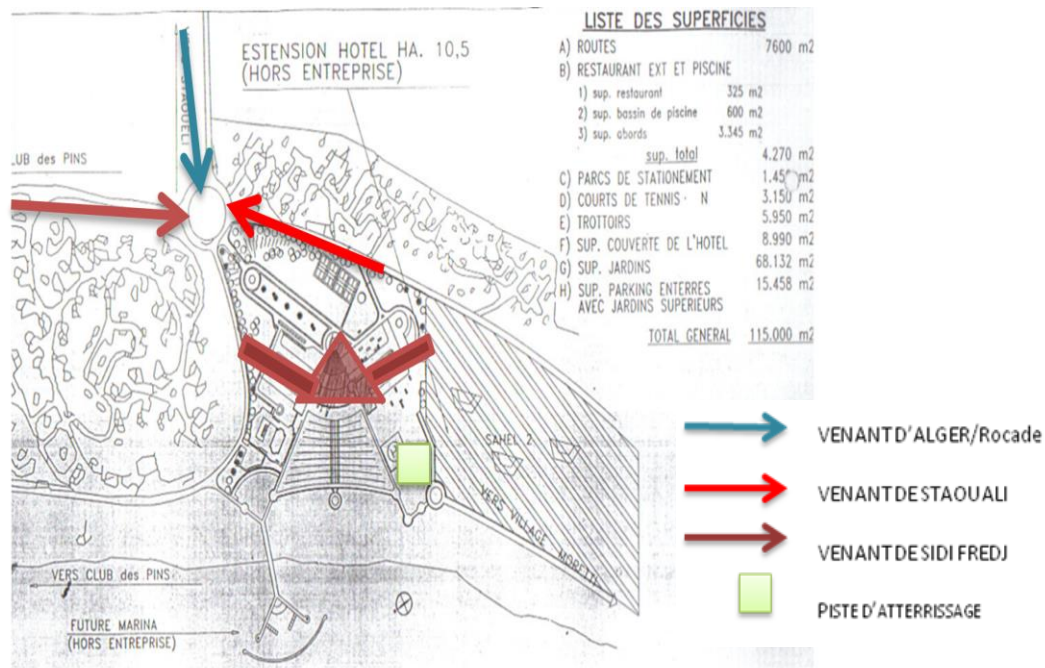 ESTENSION HOTEL HA. 10,5
(HORS ENTREPRISE)
LISTE DES SUPERFICIES
A) ROUTES 7600 m2
B) RESTAURANT EXT ET PISCINE
1) sup. restaurant 325 m2
2) sup. bassin de piscine 600 m2
3) sup. abords 3.345 m2
sup. total 4.270 m2
C) PARCS DE STATIONEMENT m2
D) COURTS DE TENNIS - N 3.150 m2
E) TROTTOIRS 5.950 m2
F) SUP. COUVERTE DE L'HOTEL 8.990 m2
G) SUP. JARDINS 68.132 m2
H) SUP. PARKING ENTERRES 15.458 m2
AVEC JARDINS SUPERIEURS
TOTAL GENERAL 115.000 m2
STAOUELI
LUB des PINS
SAHEL 2
VERS VILLAGE MORETTI
VERS CLUB des PINS
FUTURE MARINA
(HORS ENTREPRISE)
VENANT D'ALGER/Rocade
VENANT DE STAOUALI
VENANT DE SIDI FREDJ
PISTE D'ATTERRISSAGE